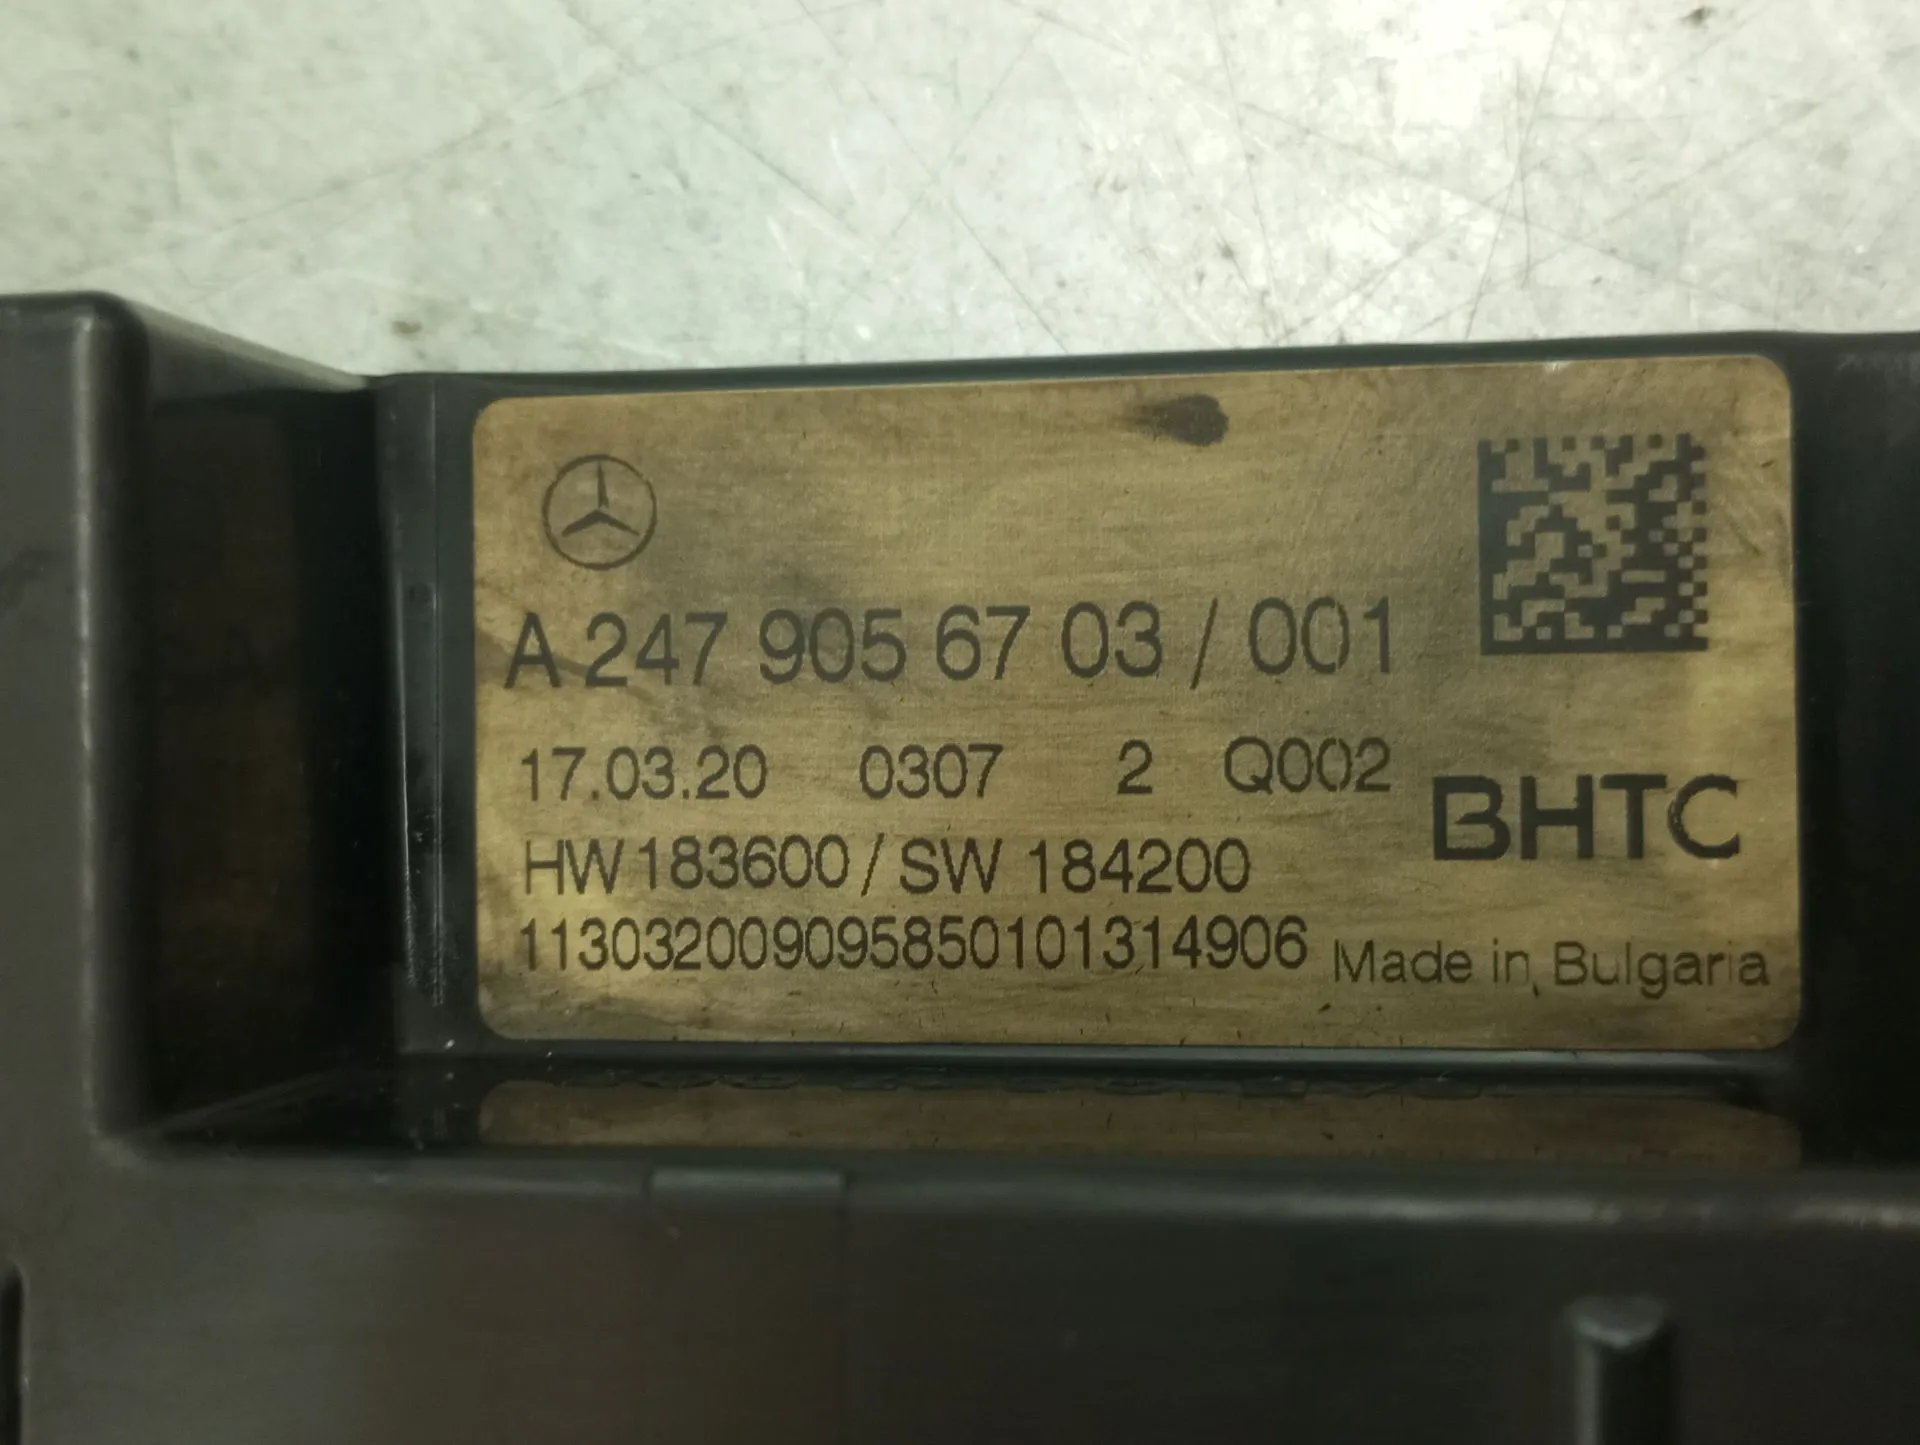 A 247 905 67 03 / 001
17.03.20 0307 2 Q002
BHTC
HW 183600 / SW 184200
113032009095850101314906
Made in Bulgaria